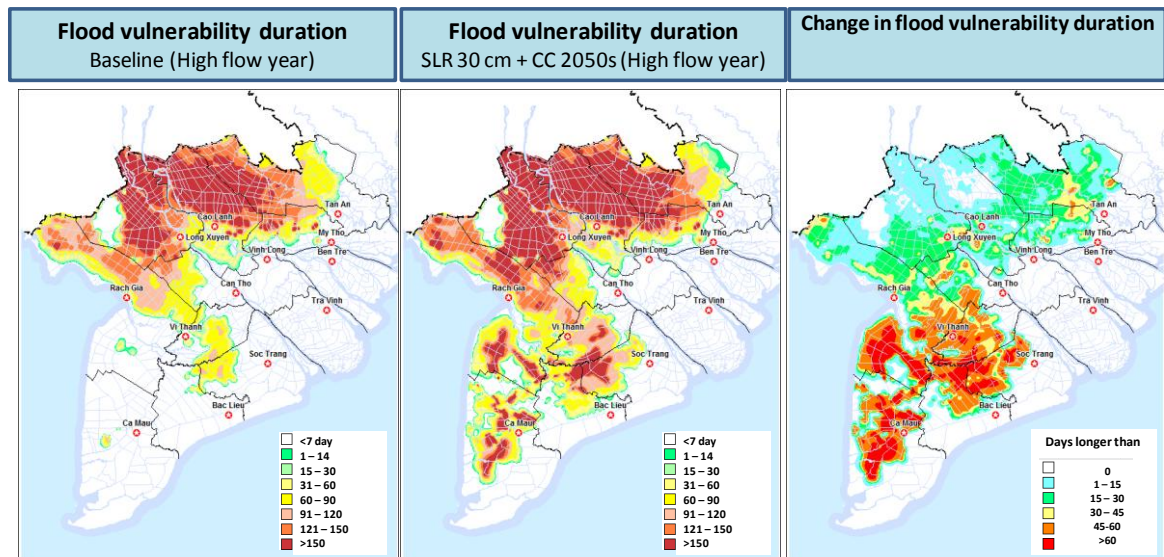 Flood vulnerability duration
Baseline (High flow year)
Flood vulnerability duration
SLR 30 cm + CC 2050s (High flow year)
Change in flood vulnerability duration
Tan An
Cao Lanh
My Tho
Long Xuyen
Ben Tre
Vinh Long
Rach Gia
Can Tho
Tra Vinh
Vi Thanh
Soc Trang
Bac Lieu
Ca Mau
<7 day
1 – 14
15 – 30
31 – 60
60 – 90
91 – 120
121 – 150
>150
Tan An
Cao Lanh
My Tho
Long Xuyen
Ben Tre
Vinh Long
Rach Gia
Can Tho
Tra Vinh
Vi Thanh
Soc Trang
Bac Lieu
Ca Mau
<7 day
1 – 14
15 – 30
31 – 60
60 – 90
91 – 120
121 – 150
>150
Tan An
Cao Lanh
My Tho
Long Xuyen
Ben Tre
Vinh Long
Rach Gia
Can Tho
Tra Vinh
Vi Thanh
Soc Trang
Bac Lieu
Ca Mau
Days longer than
0
1 – 15
15 – 30
30 – 45
45-60
>60